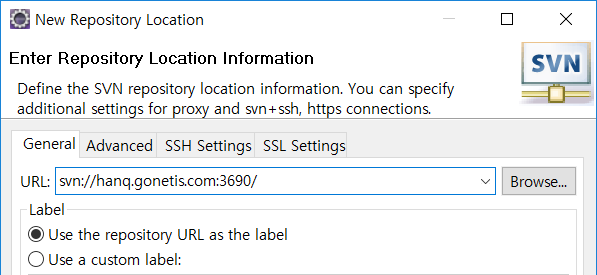 New Repository Location
Enter Repository Location Information
SVN
Define the SVN repository location information. You can specify
additional settings for proxy and svn+ssh, https connections.
General Advanced SSH Settings SSL Settings
URL: svn://hanq.gonetis.com:3690/ Browse...
Label
Use the repository URL as the label
Use a custom label: